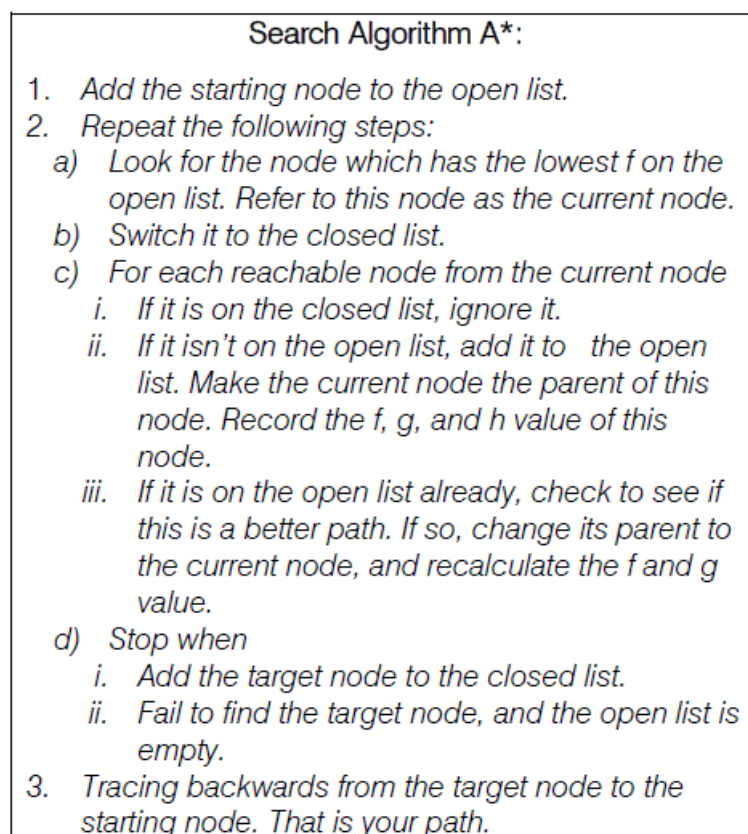 Search Algorithm A*:
1. Add the starting node to the open list.
2. Repeat the following steps:
a) Look for the node which has the lowest f on the
open list. Refer to this node as the current node.
b) Switch it to the closed list.
c) For each reachable node from the current node
i. If it is on the closed list, ignore it.
ii. If it isn’t on the open list, add it to the open
list. Make the current node the parent of this
node. Record the f, g, and h value of this
node.
iii. If it is on the open list already, check to see if
this is a better path. If so, change its parent to
the current node, and recalculate the f and g
value.
d) Stop when
i. Add the target node to the closed list.
ii. Fail to find the target node, and the open list is
empty.
3. Tracing backwards from the target node to the
starting node. That is your path.